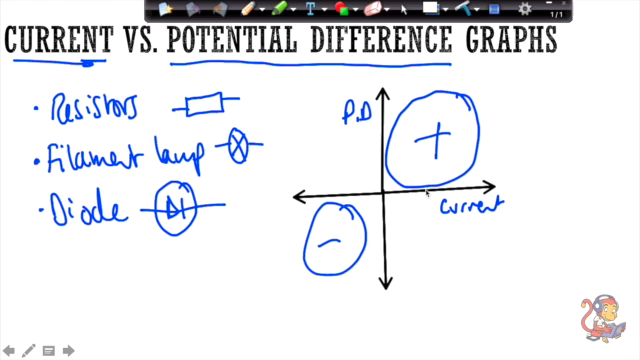 1/1
CURRENT VS. POTENTIAL DIFFERENCE GRAPHS
• Resistors
• Filament lamp
• Diode
P.D
+
current
-